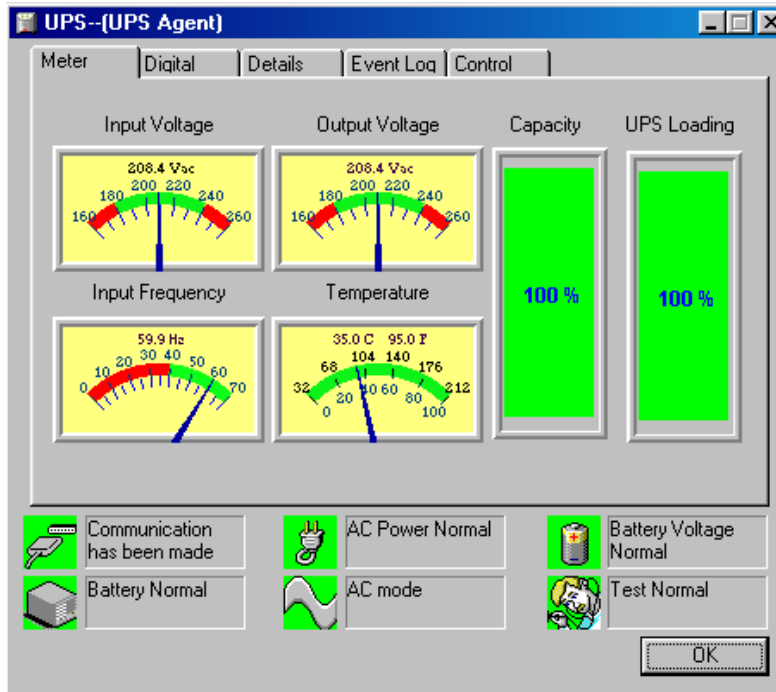 UPS--(UPS Agent)
Meter
Digital
Details
Event Log
Control
Input Voltage
Output Voltage
Capacity
UPS Loading
208.4 Vac
160 180 200 220 240 260
208.4 Vac
160 180 200 220 240 260
100 %
100 %
Input Frequency
Temperature
59.9 Hz
0 10 20 30 40 50 60 70
35.0 C 95.0 F
32 68 104 140 176 212
0 20 40 60 80 100
Communication
has been made
AC Power Normal
Battery Voltage
Normal
Battery Normal
AC mode
Test Normal
OK